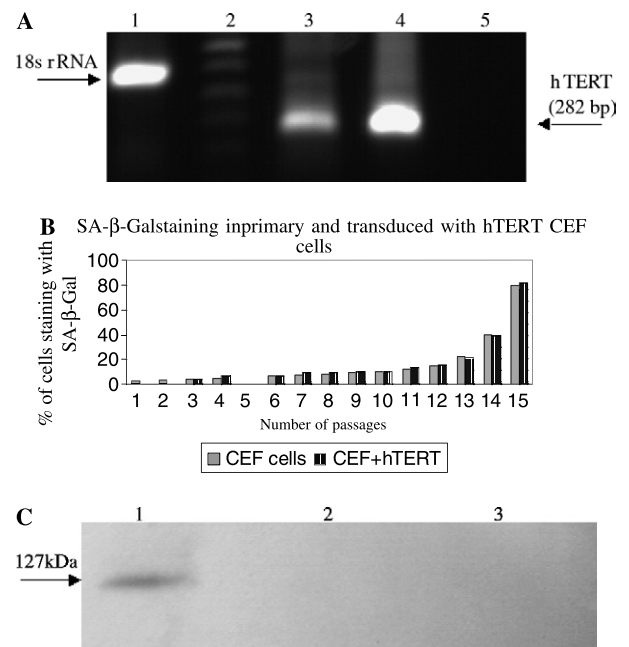 A
1 2 3 4 5
18s rRNA
hTERT
(282 bp)
B
SA-β-Galstaining inprimary and transduced with hTERT CEF
cells
% of cells staining with
SA-β-Gal
100
80
60
40
20
0
1 2 3 4 5 6 7 8 9 10 11 12 13 14 15
Number of passages
CEF cells CEF+hTERT
C
1 2 3
127kDa